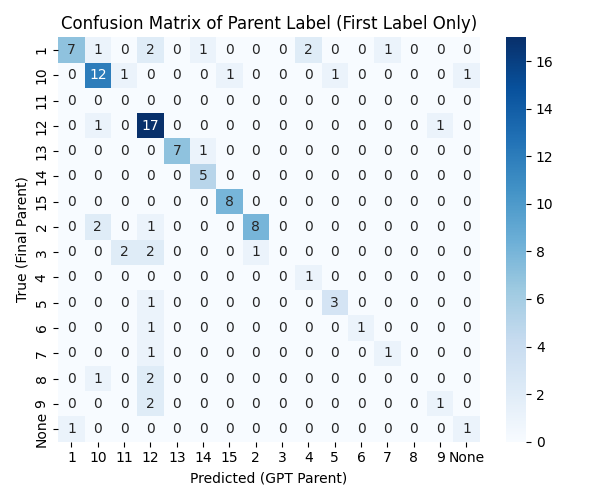 Confusion Matrix of Parent Label (First Label Only)
1 7 1 0 2 0 1 0 0 0 2 0 0 1 0 0 0
10 0 12 1 0 0 0 1 0 0 0 1 0 0 0 0 1
11 0 0 0 0 0 0 0 0 0 0 0 0 0 0 0 0
12 0 1 0 17 0 0 0 0 0 0 0 0 0 0 1 0
13 0 0 0 0 7 1 0 0 0 0 0 0 0 0 0 0
14 0 0 0 0 0 5 0 0 0 0 0 0 0 0 0 0
15 0 0 0 0 0 0 8 0 0 0 0 0 0 0 0 0
2 0 2 0 1 0 0 0 8 0 0 0 0 0 0 0 0
3 0 0 2 2 0 0 0 1 0 0 0 0 0 0 0 0
4 0 0 0 0 0 0 0 0 0 1 0 0 0 0 0 0
5 0 0 0 1 0 0 0 0 0 0 3 0 0 0 0 0
6 0 0 0 1 0 0 0 0 0 0 0 1 0 0 0 0
7 0 0 0 1 0 0 0 0 0 0 0 0 1 0 0 0
8 0 1 0 2 0 0 0 0 0 0 0 0 0 0 0 0
9 0 0 0 2 0 0 0 0 0 0 0 0 0 0 1 0
None 1 0 0 0 0 0 0 0 0 0 0 0 0 0 0 1
1 10 11 12 13 14 15 2 3 4 5 6 7 8 9 None
Predicted (GPT Parent)
True (Final Parent)
16
14
12
10
8
6
4
2
0